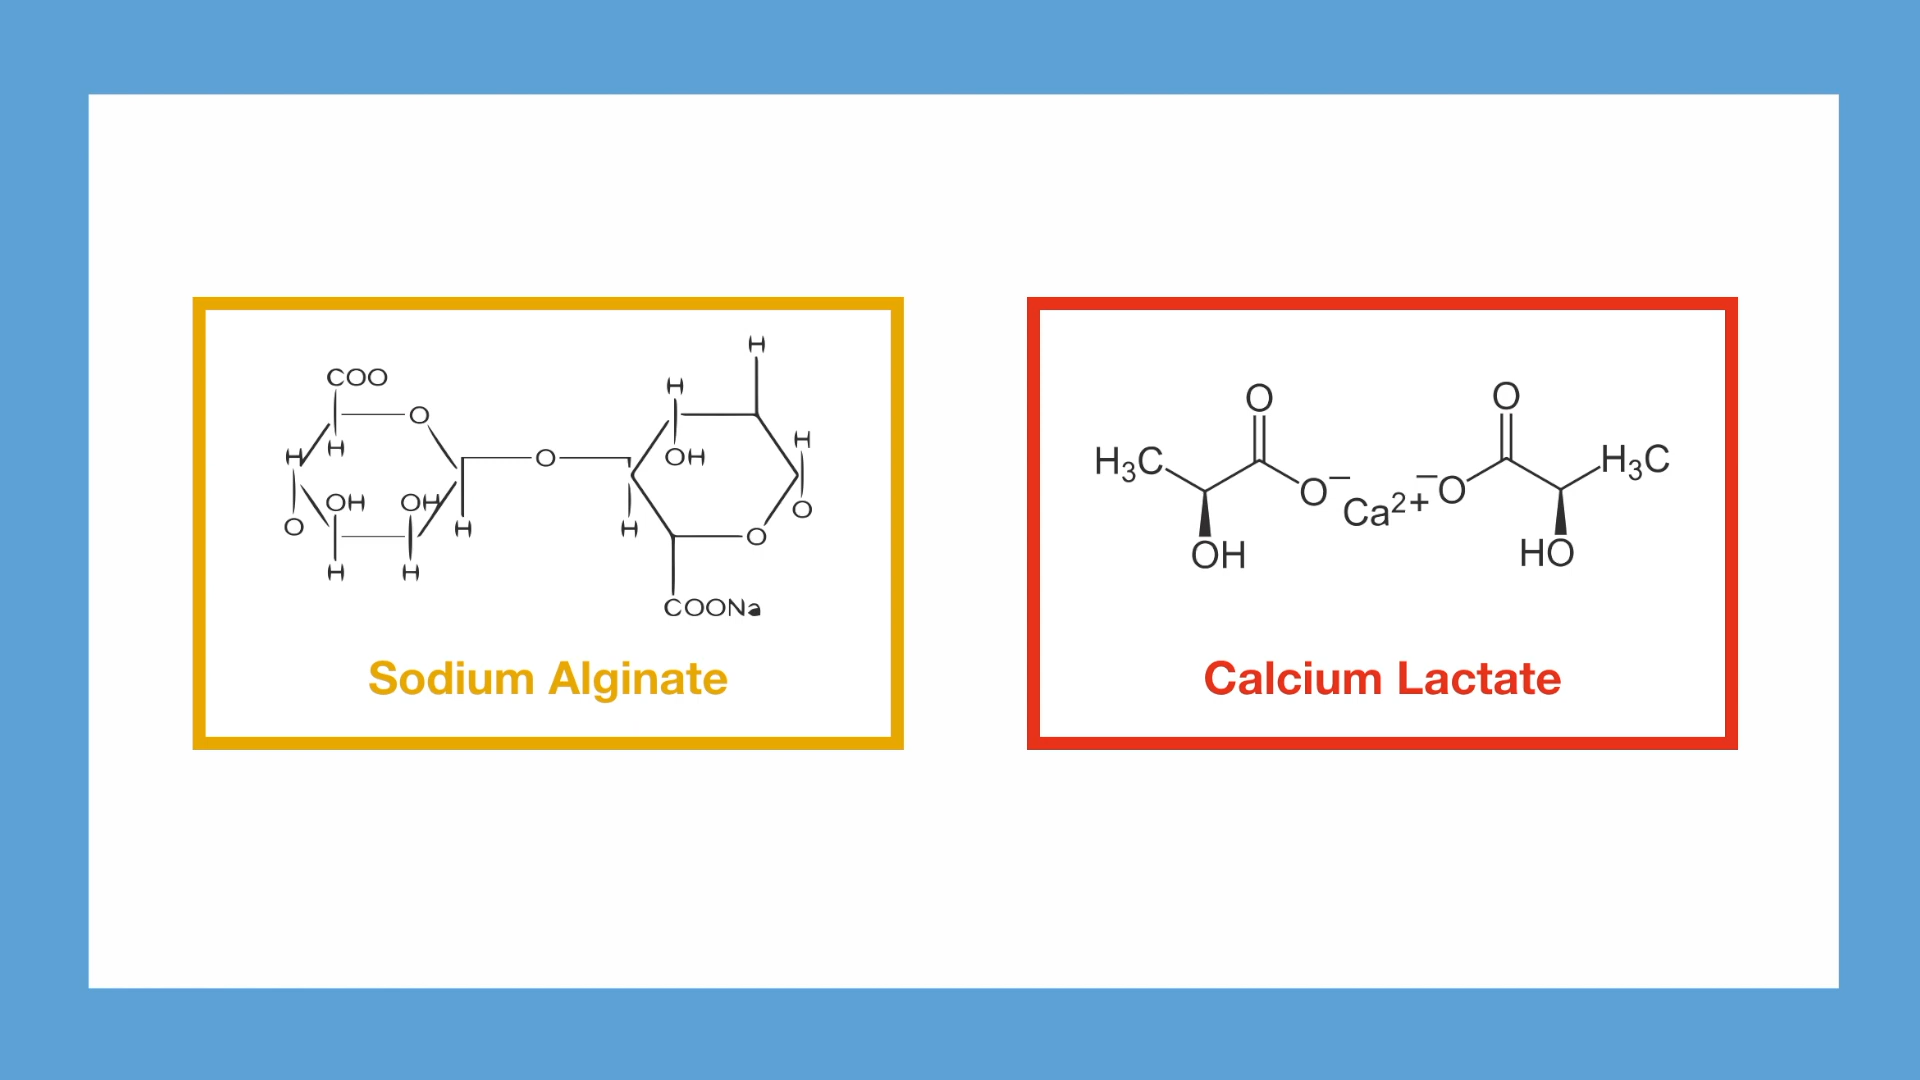 H
COO
H
O
H
H
H
O
OH
OH
OH
H
O
O
H
H
O
H
H
COONa
Sodium Alginate
O
O
H₃C
H₃C
O⁻
⁻O
Ca²⁺
OH
HO
Calcium Lactate